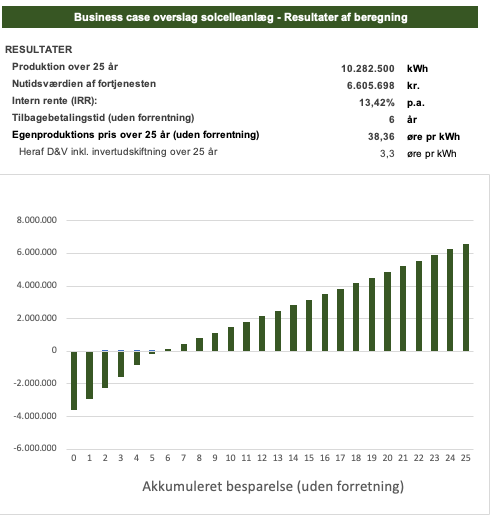 Business case overslag solcelleanlæg - Resultater af beregning
RESULTATER
Produktion over 25 år 10.282.500 kWh
Nutidsværdien af fortjenesten 6.605.698 kr.
Intern rente (IRR): 13,42% p.a.
Tilbagebetalingstid (uden forrentning) 6 år
Egenproduktions pris over 25 år (uden forrentning) 38,36 øre pr kWh
Heraf D&V inkl. invertudskiftning over 25 år 3,3 øre pr kWh
8.000.000
6.000.000
4.000.000
2.000.000
0
-2.000.000
-4.000.000
-6.000.000
0 1 2 3 4 5 6 7 8 9 10 11 12 13 14 15 16 17 18 19 20 21 22 23 24 25
Akkumuleret besparelse (uden forretning)